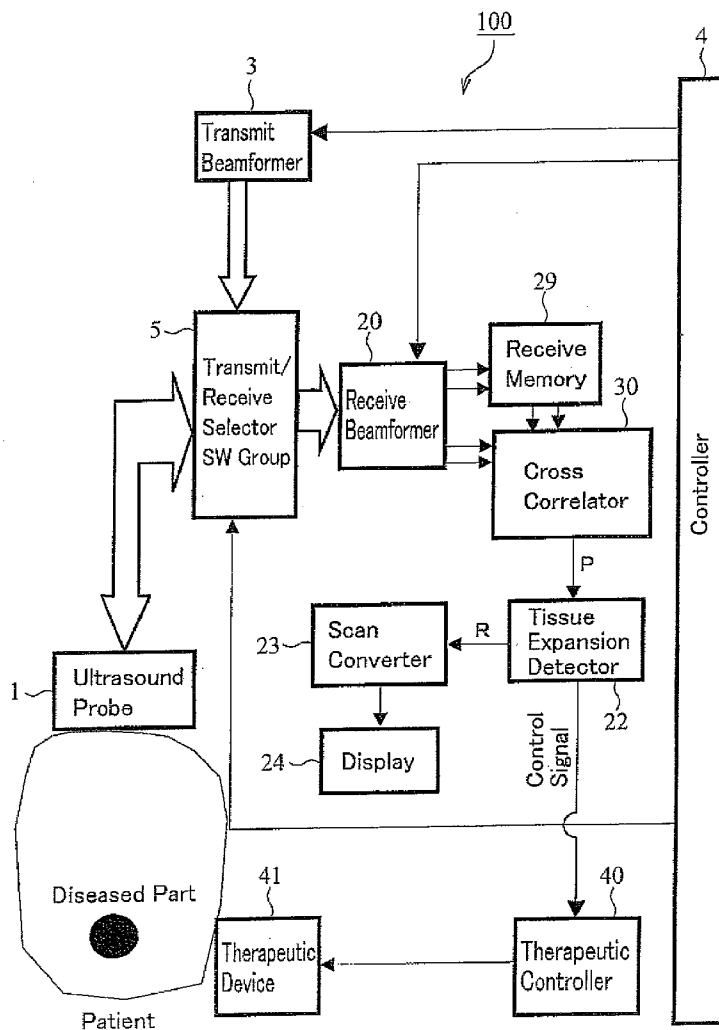 100
4
3
Transmit
Beamformer
5
Transmit/
Receive
Selector
SW Group
20
Receive
Beamformer
29
Receive
Memory
30
Cross
Correlator
Controller
P
Tissue
Expansion
Detector
22
R
Scan
Converter
23
Display
24
Control
Signal
1
Ultrasound
Probe
Diseased Part
Patient
41
Therapeutic
Device
40
Therapeutic
Controller